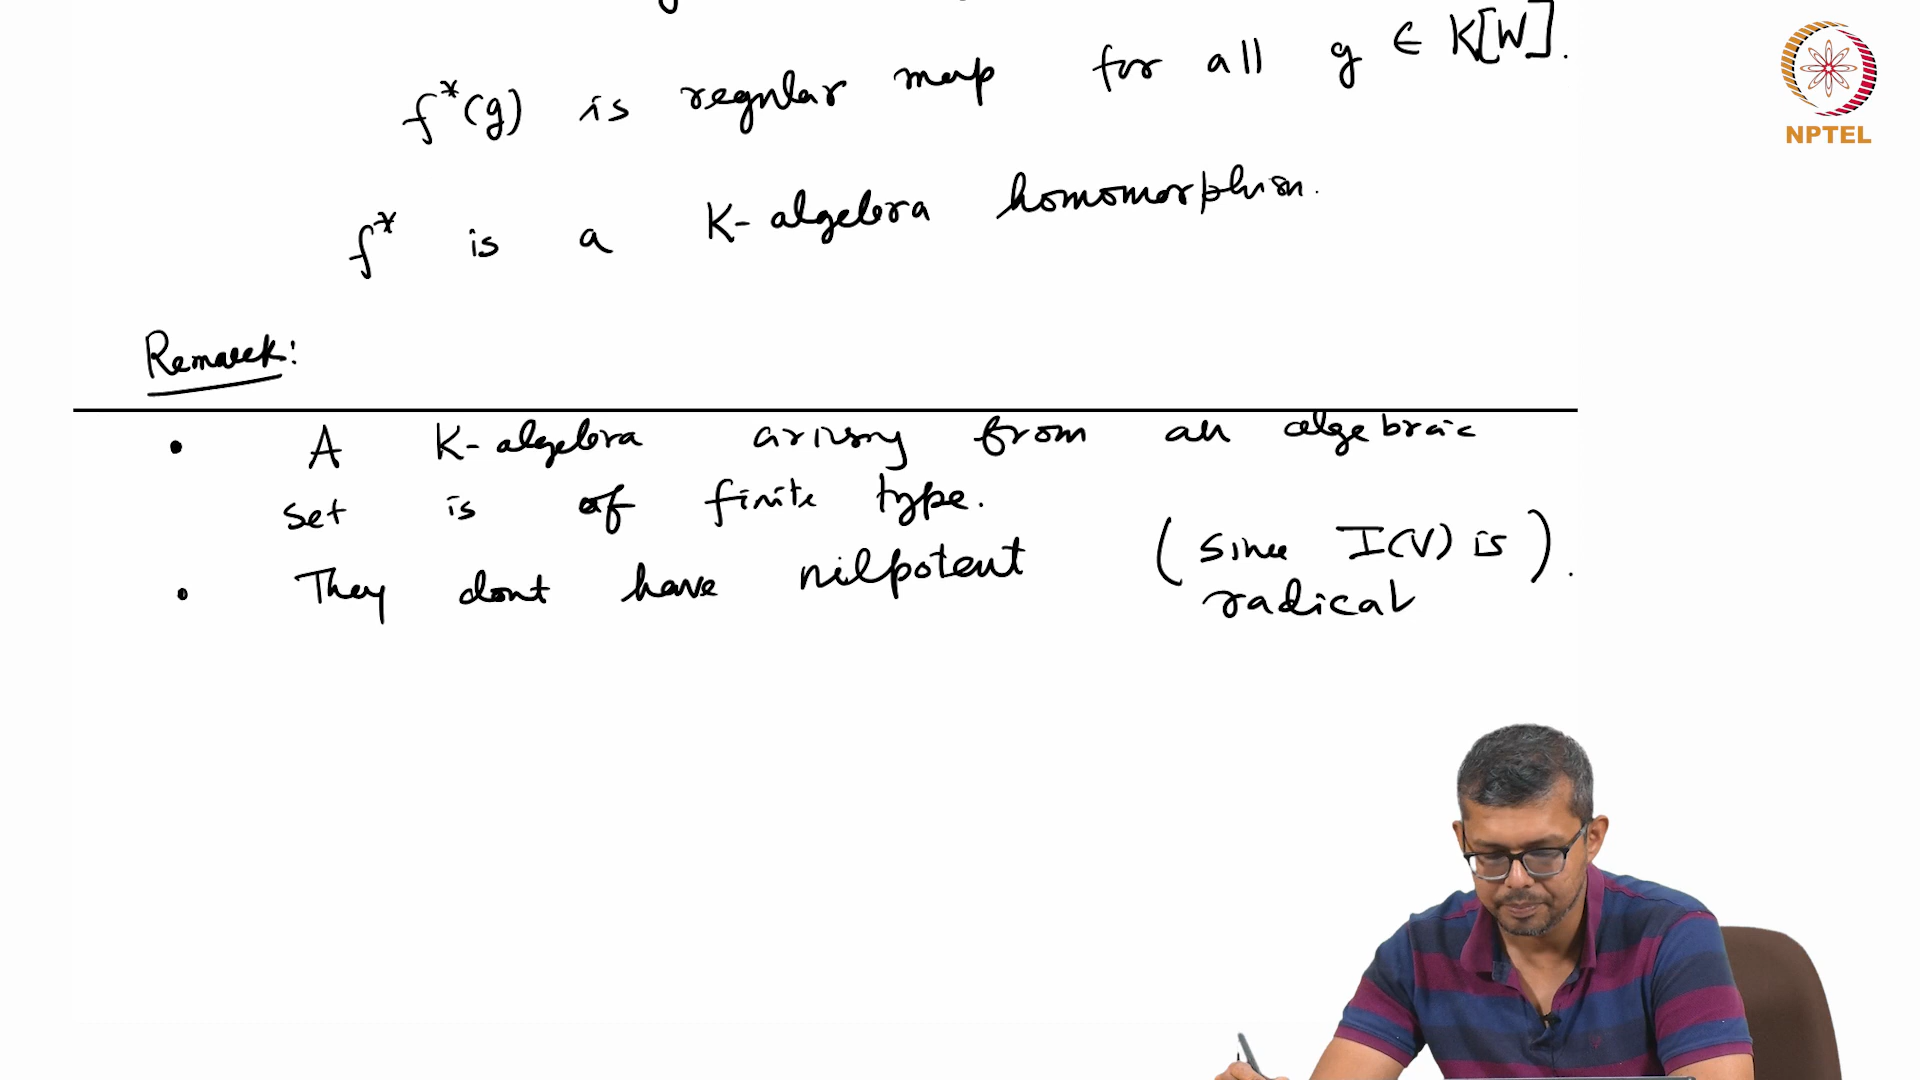 f*(g) is regular map for all g ∈ K[W].
f* is a K-algebra homomorphism.
Remark:
• A K-algebra arising from an algebraic
set is of finite type.
• They dont have nilpotent (since I(V) is
radical).
NPTEL